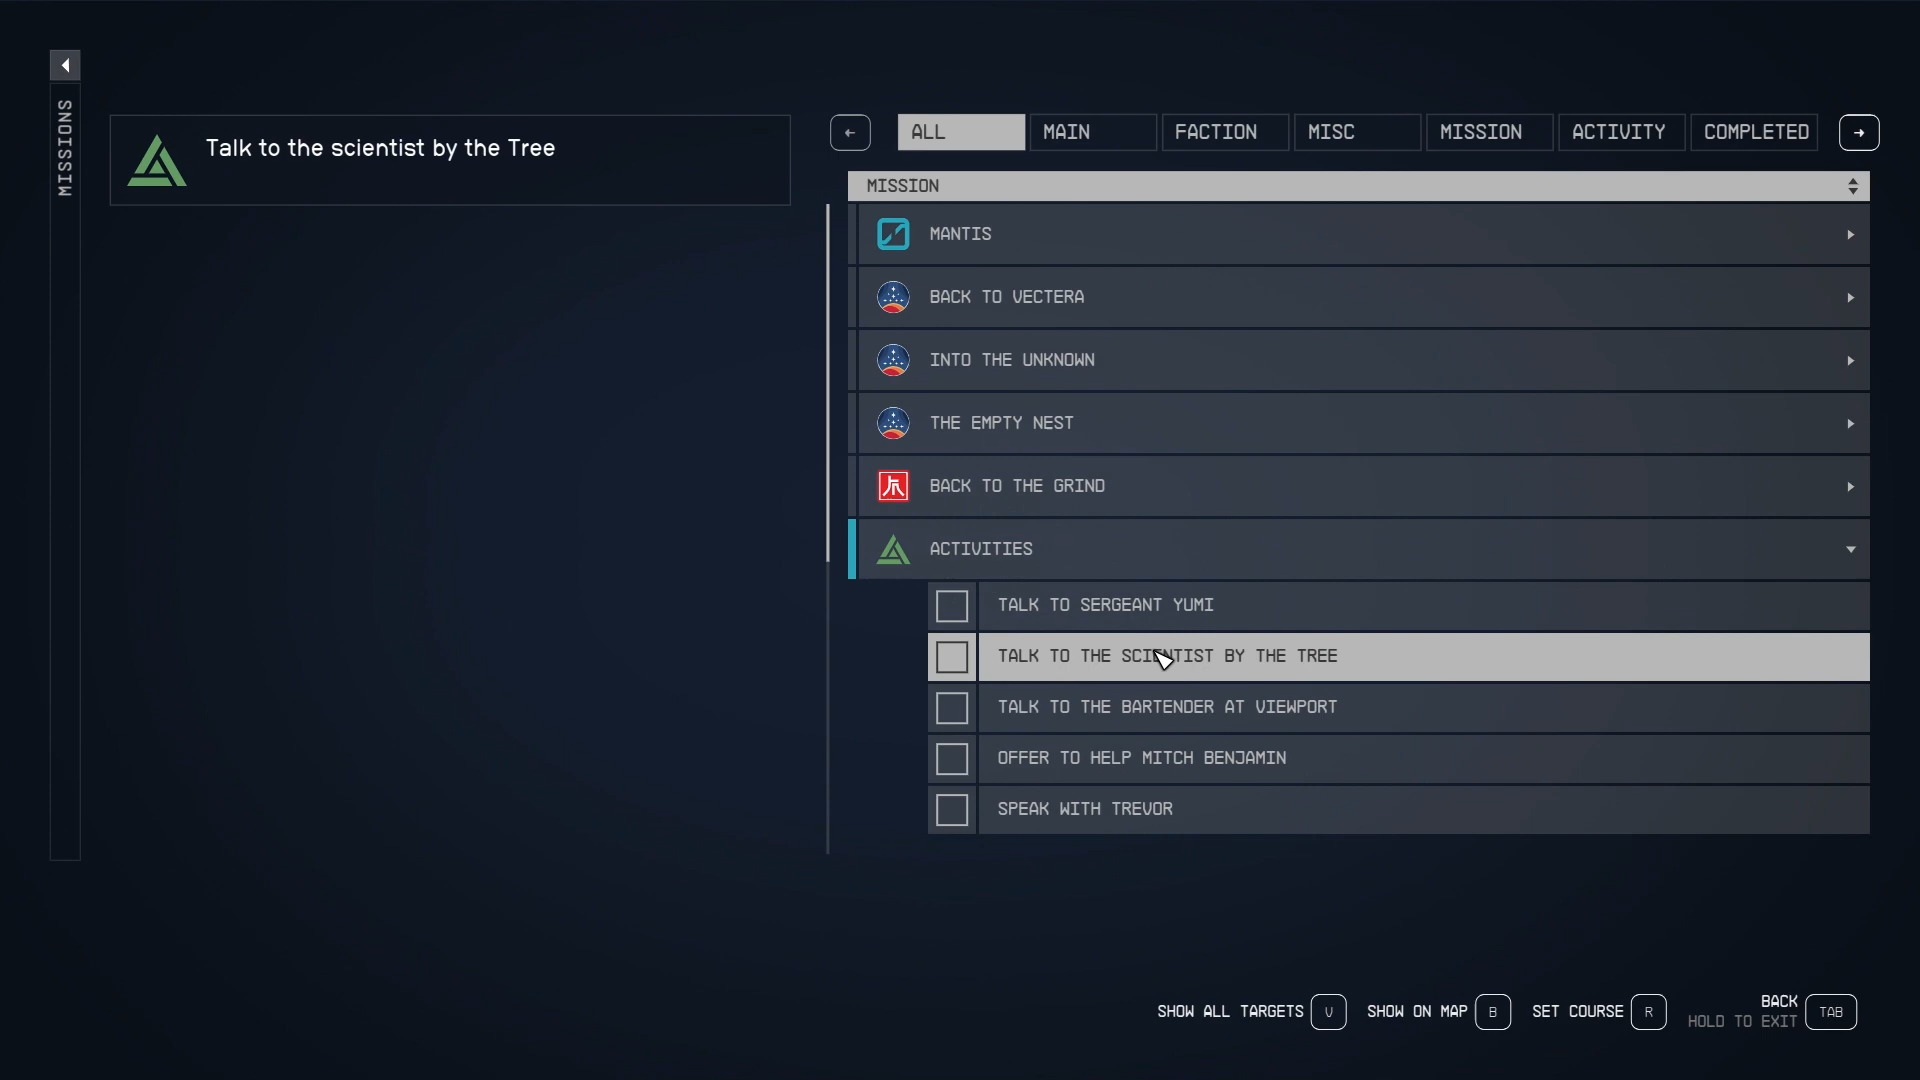 MISSIONS
Talk to the scientist by the Tree
ALL MAIN FACTION MISC MISSION ACTIVITY COMPLETED
MISSION
MANTIS
BACK TO VECTERA
INTO THE UNKNOWN
THE EMPTY NEST
BACK TO THE GRIND
ACTIVITIES
TALK TO SERGEANT YUMI
TALK TO THE SCIENTIST BY THE TREE
TALK TO THE BARTENDER AT VIEWPORT
OFFER TO HELP MITCH BENJAMIN
SPEAK WITH TREVOR
SHOW ALL TARGETS V SHOW ON MAP B SET COURSE R BACK TAB
HOLD TO EXIT